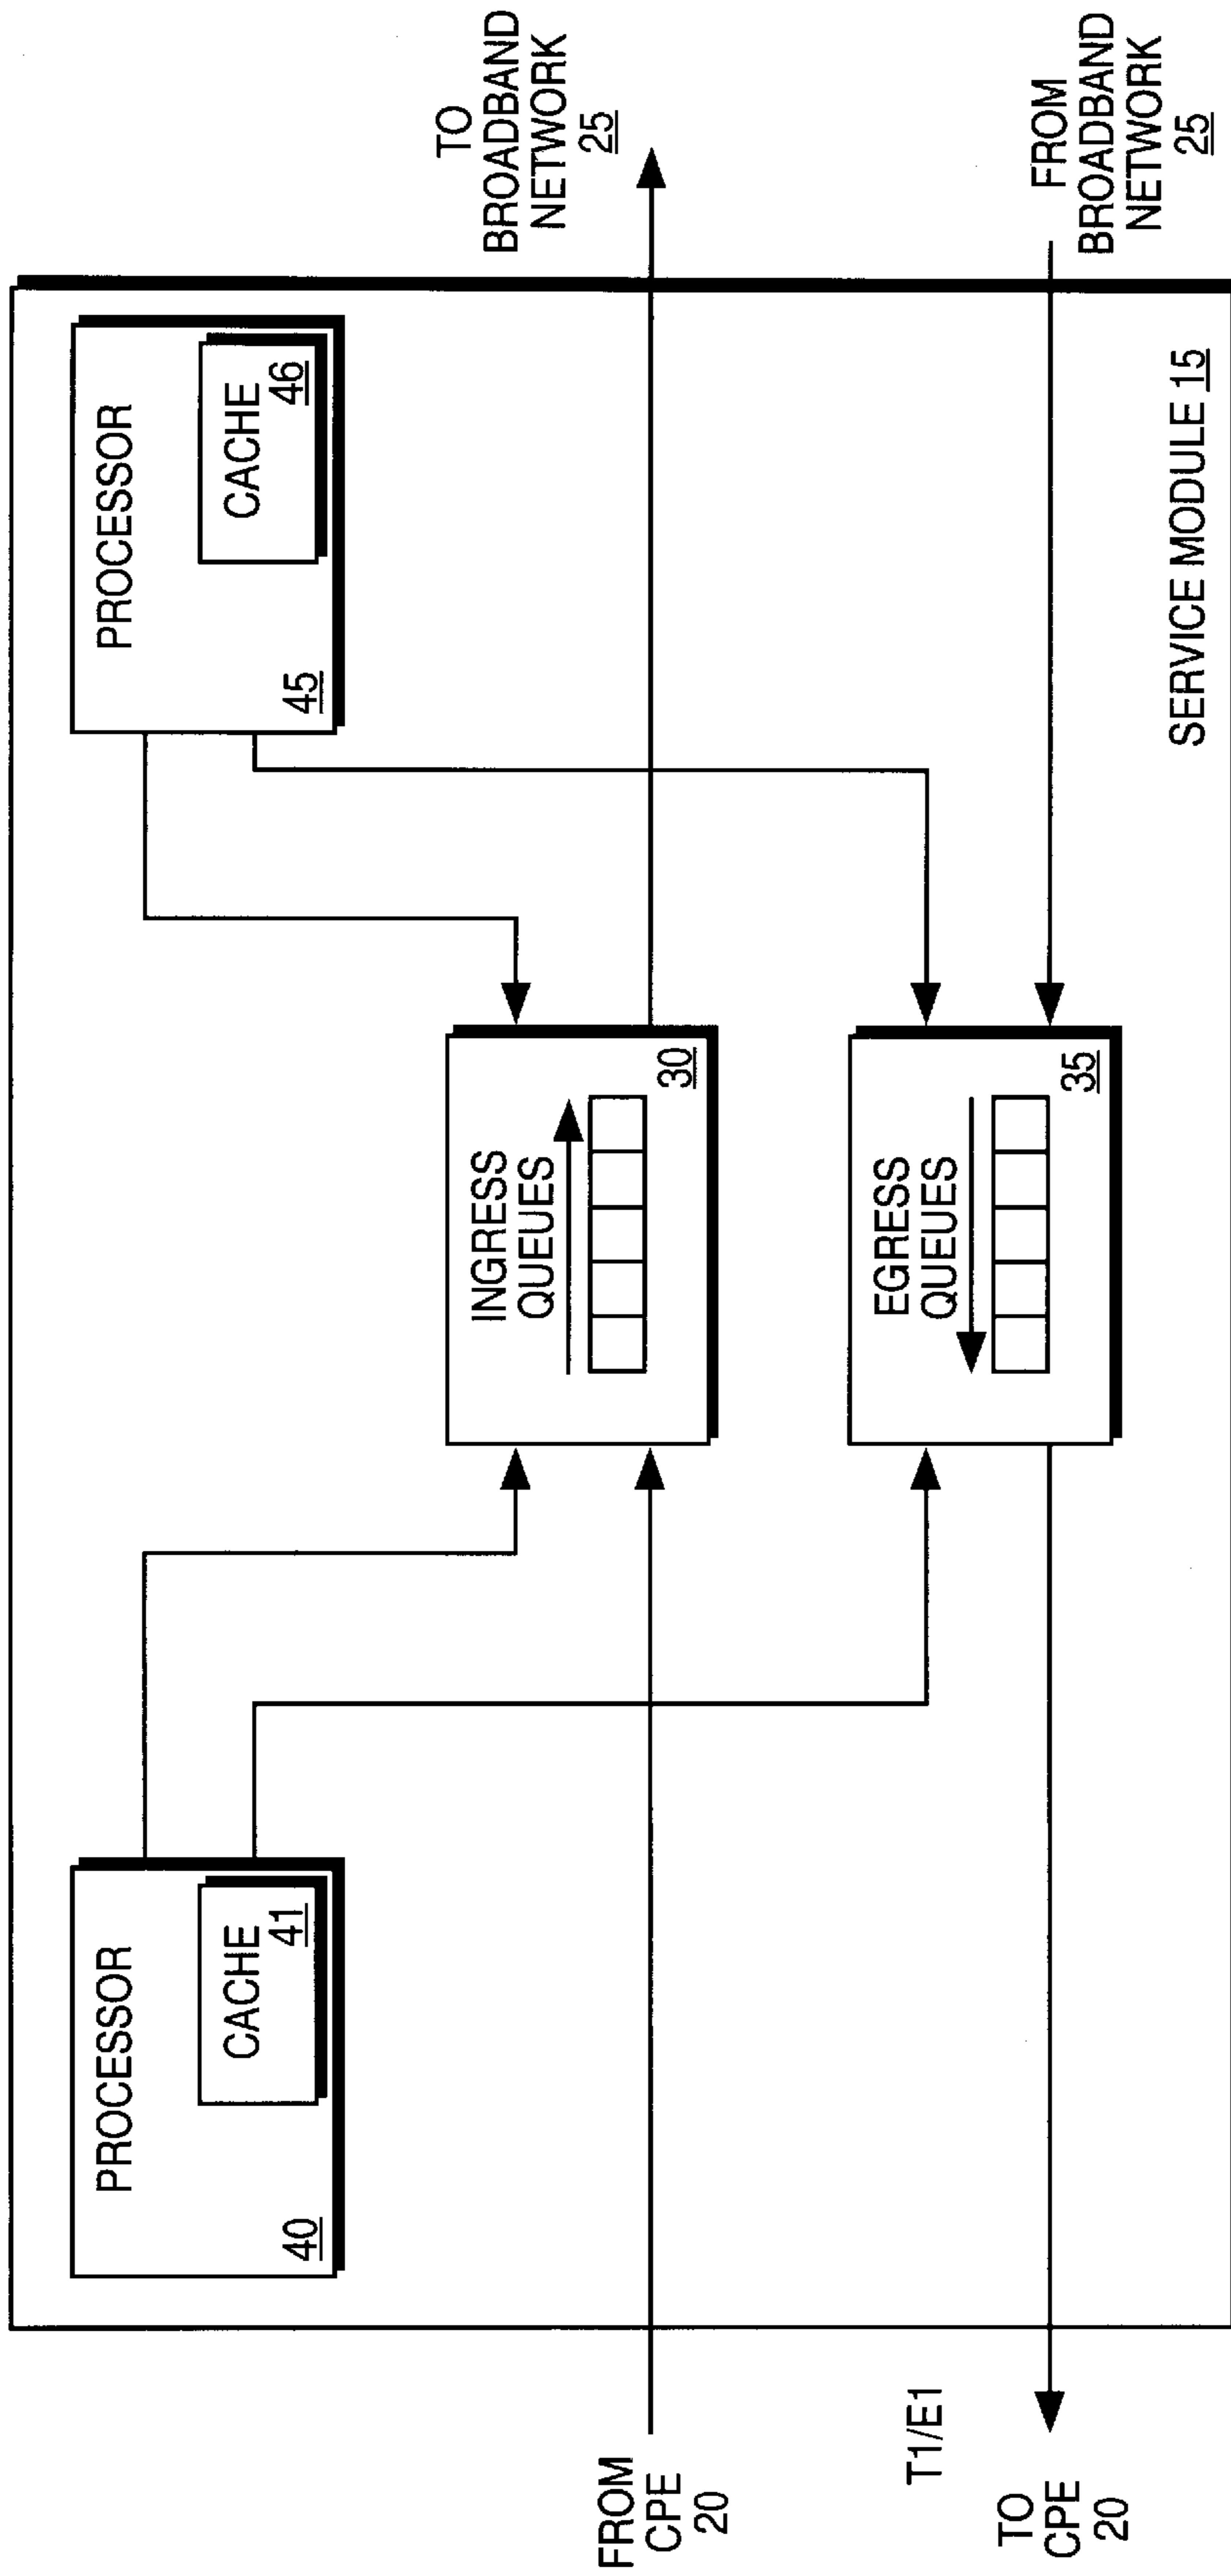 PROCESSOR
CACHE
41
40
PROCESSOR
CACHE
46
45
TO
BROADBAND
NETWORK
25
INGRESS
QUEUES
30
FROM
CPE
20
EGRESS
QUEUES
35
T1/E1
TO
CPE
20
FROM
BROADBAND
NETWORK
25
SERVICE MODULE 15